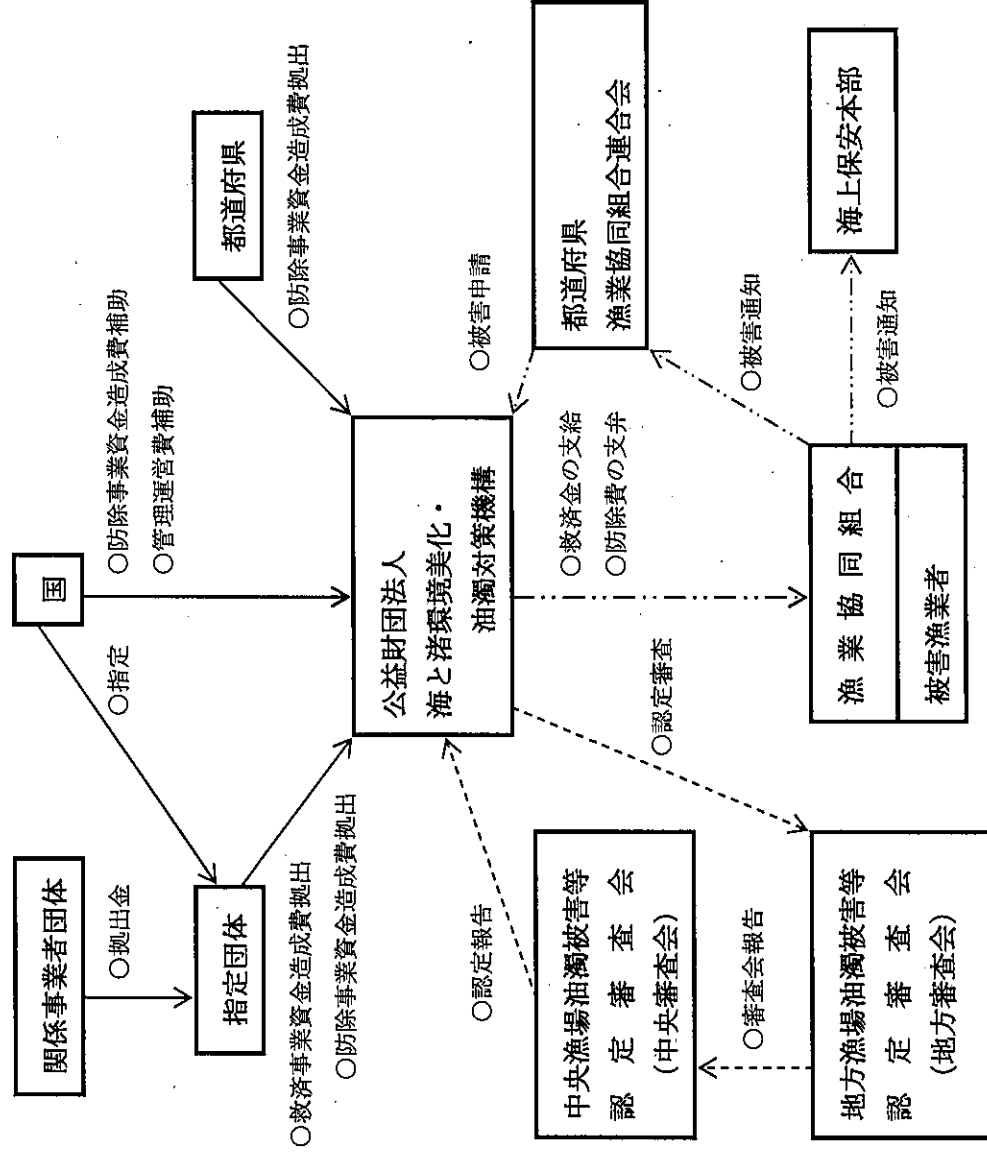 関係事業者団体
○拠出金
国
○指定
○防除事業資金造成費補助
○管理運営費補助
都道府県
○防除事業資金造成費拠出
指定団体
○救済事業資金造成費拠出
○防除事業資金造成費拠出
公益財団法人
海と渚環境美化・
油濁対策機構
○被害申請
都道府県
漁業協同組合連合会
○認定報告
中央漁場油濁被害等
認定審査会
(中央審査会)
○審査会報告
地方漁場油濁被害等
認定審査会
(地方審査会)
○認定審査
○救済金の支給
○防除費の支弁
漁業協同組合
被害漁業者
○被害通知
○被害通知
海上保安本部